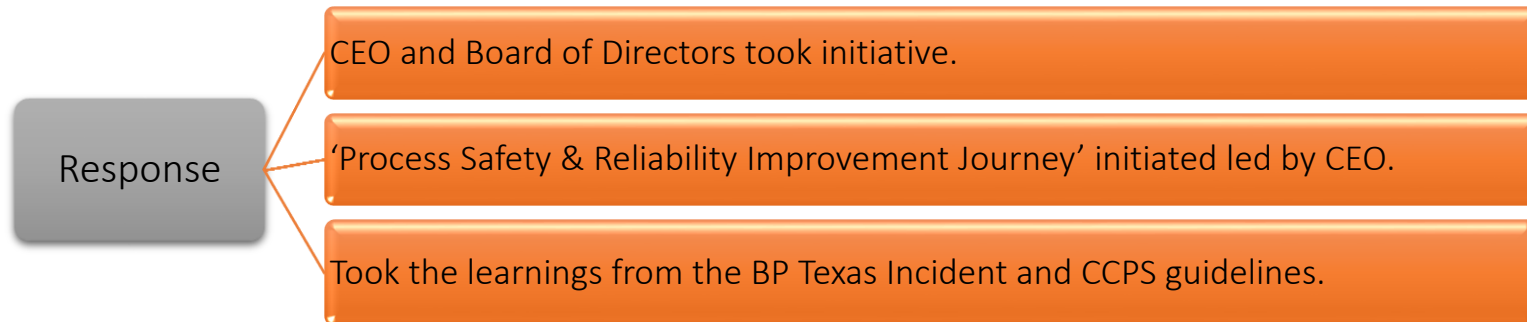 CEO and Board of Directors took initiative.
Response
‘Process Safety & Reliability Improvement Journey’ initiated led by CEO.
Took the learnings from the BP Texas Incident and CCPS guidelines.